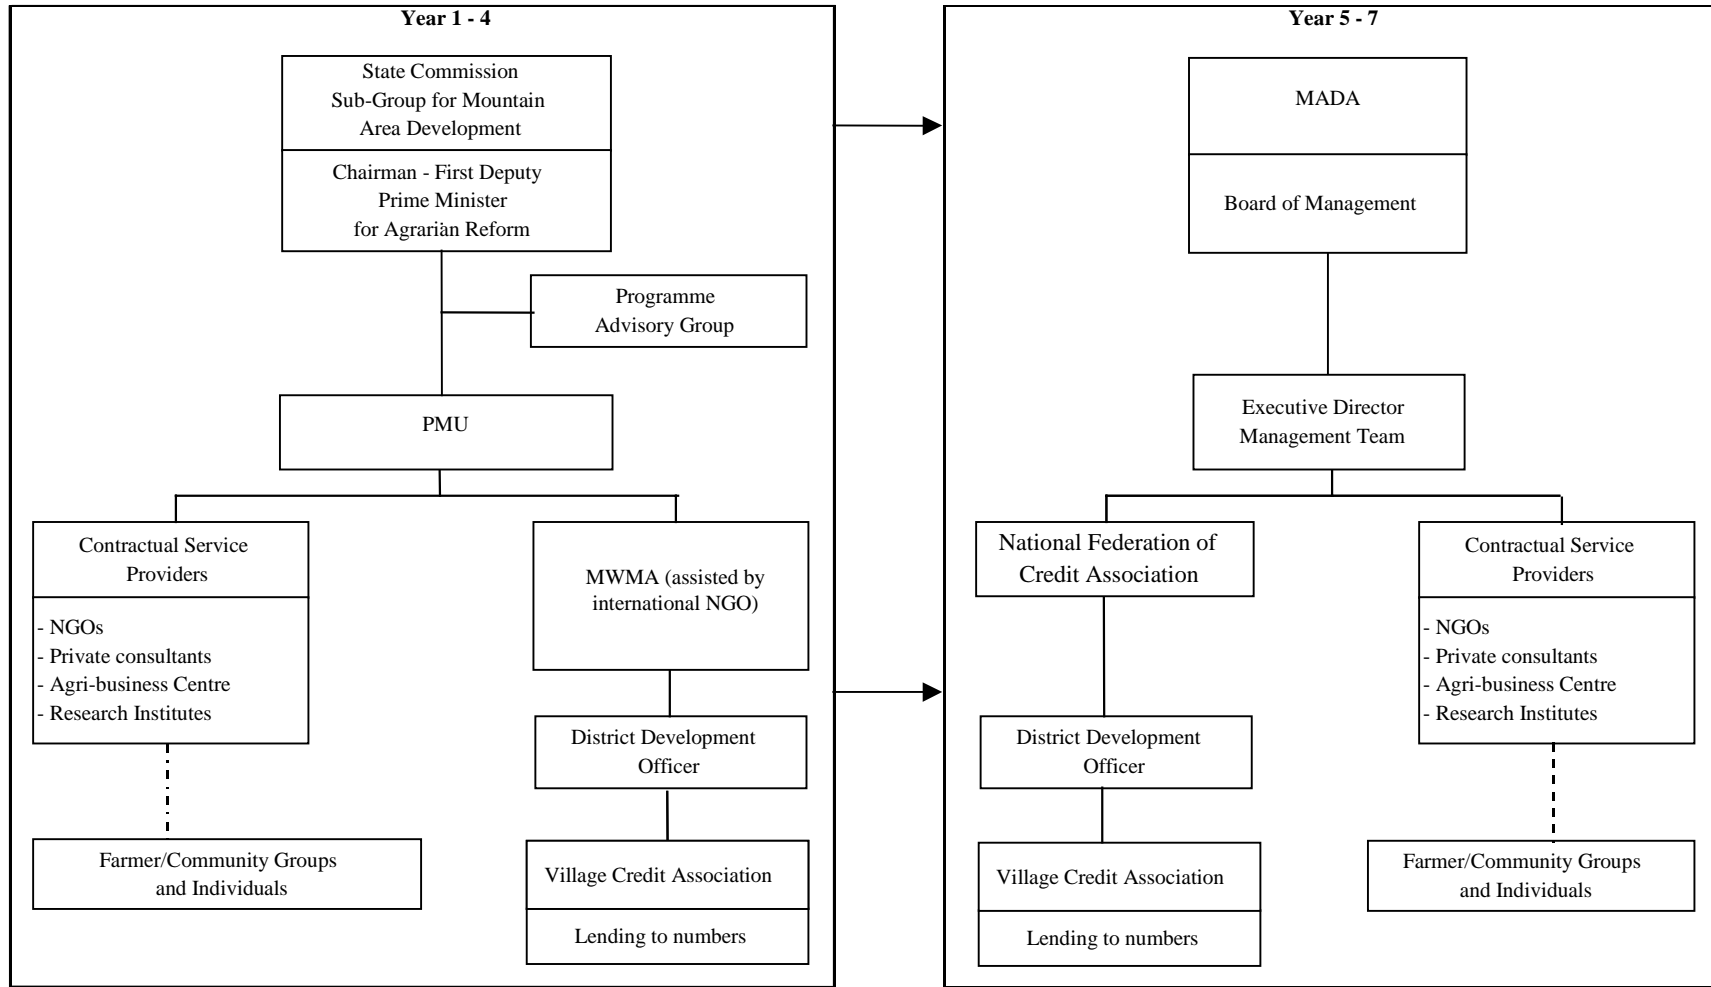 Year 1 - 4
State Commission
Sub-Group for Mountain
Area Development
Chairman - First Deputy
Prime Minister
for Agrarian Reform
Programme
Advisory Group
PMU
Contractual Service
Providers
- NGOs
- Private consultants
- Agri-business Centre
- Research Institutes
MWMA (assisted by
international NGO)
District Development
Officer
Farmer/Community Groups
and Individuals
Village Credit Association
Lending to numbers
Year 5 - 7
MADA
Board of Management
Executive Director
Management Team
National Federation of
Credit Association
Contractual Service
Providers
- NGOs
- Private consultants
- Agri-business Centre
- Research Institutes
District Development
Officer
Village Credit Association
Lending to numbers
Farmer/Community Groups
and Individuals